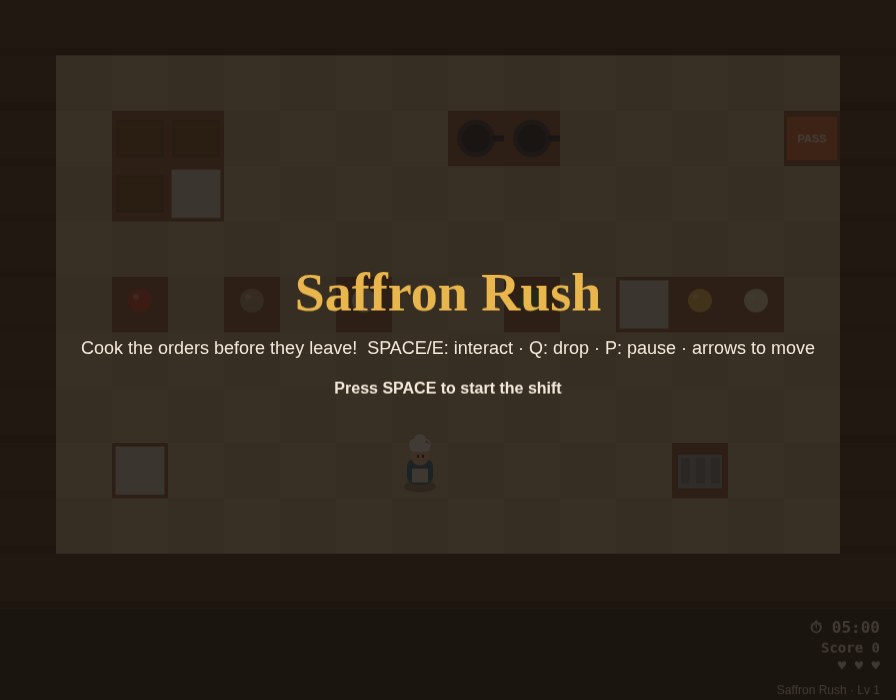 PASS
Saffron Rush
Cook the orders before they leave!  SPACE/E: interact · Q: drop · P: pause · arrows to move
Press SPACE to start the shift
⏱ 05:00
Score 0
♥ ♥ ♥
Saffron Rush · Lv 1